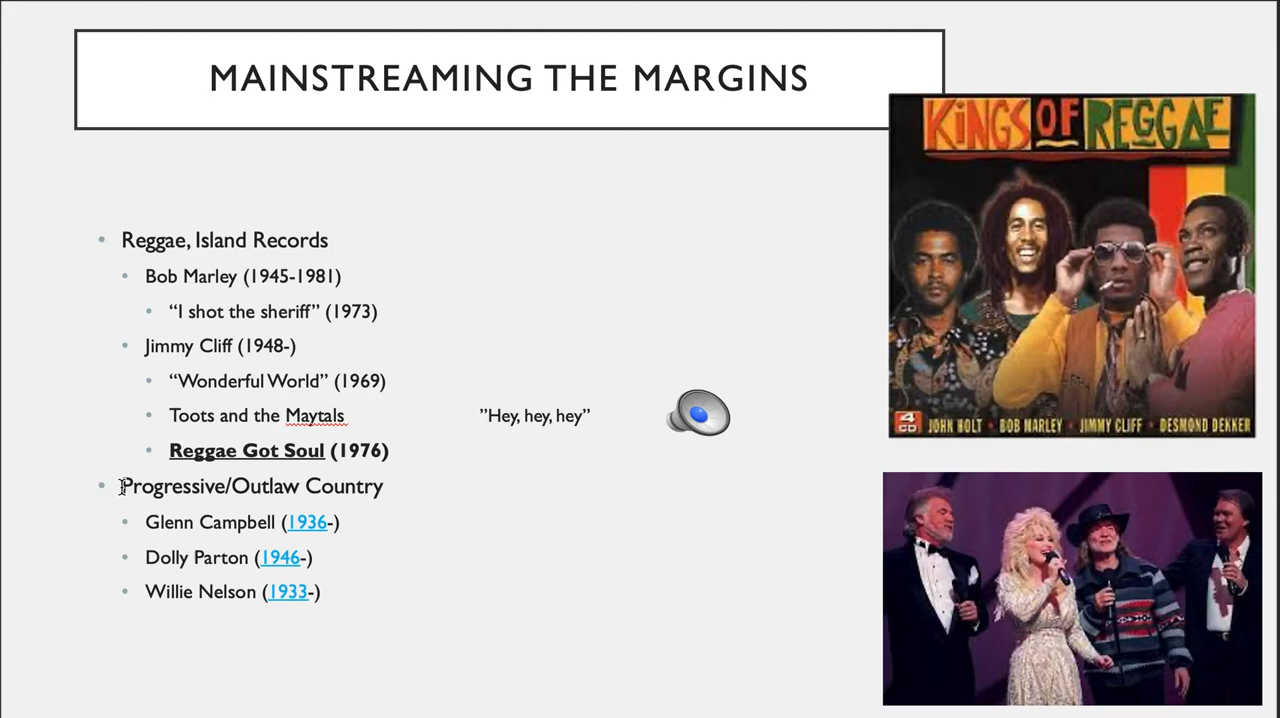 MAINSTREAMING THE MARGINS
KINGS OF REGGAE
Reggae, Island Records
Bob Marley (1945-1981)
“I shot the sheriff” (1973)
Jimmy Cliff (1948-)
“Wonderful World” (1969)
Toots and the Maytals ”Hey, hey, hey”
Reggae Got Soul (1976)
4 CD JOHN HOLT • BOB MARLEY • JIMMY CLIFF • DESMOND DEKKER
Progressive/Outlaw Country
Glenn Campbell (1936-)
Dolly Parton (1946-)
Willie Nelson (1933-)